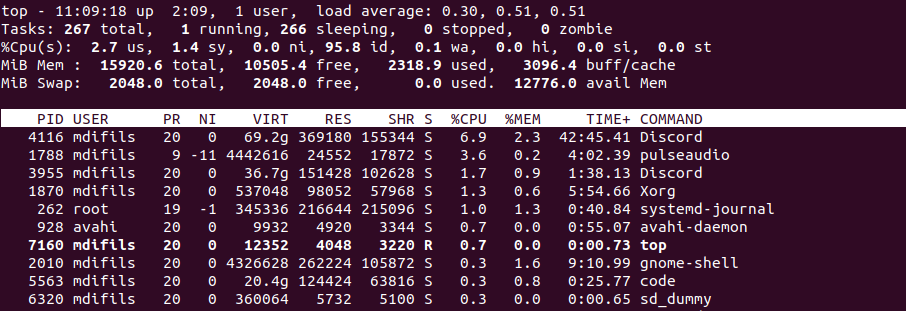 top - 11:09:18 up  2:09,  1 user,  load average: 0.30, 0.51, 0.51
Tasks: 267 total,   1 running, 266 sleeping,   0 stopped,   0 zombie
%Cpu(s):  2.7 us,  1.4 sy,  0.0 ni, 95.8 id,  0.1 wa,  0.0 hi,  0.0 si,  0.0 st
MiB Mem :  15920.6 total,  10505.4 free,   2318.9 used,   3096.4 buff/cache
MiB Swap:   2048.0 total,   2048.0 free,      0.0 used.  12776.0 avail Mem
    PID USER      PR  NI    VIRT    RES    SHR S  %CPU  %MEM     TIME+ COMMAND
   4116 mdifils   20   0   69.2g 369180 155344 S   6.9   2.3  42:45.41 Discord
   1788 mdifils    9 -11 4442616  24552  17872 S   3.6   0.2   4:02.39 pulseaudio
   3955 mdifils   20   0   36.7g 151428 102628 S   1.7   0.9   1:38.13 Discord
   1870 mdifils   20   0  537048  98052  57968 S   1.3   0.6   5:54.66 Xorg
    262 root      19  -1  345336 216644 215096 S   1.0   1.3   0:40.84 systemd-journal
    928 avahi     20   0    9932   4920   3344 S   0.7   0.0   0:55.07 avahi-daemon
   7160 mdifils   20   0   12352   4048   3220 R   0.7   0.0   0:00.73 top
   2010 mdifils   20   0 4326628 262224 105872 S   0.3   1.6   9:10.99 gnome-shell
   5563 mdifils   20   0   20.4g 124424  63816 S   0.3   0.8   0:25.77 code
   6320 mdifils   20   0  360064   5732   5100 S   0.3   0.0   0:00.65 sd_dummy